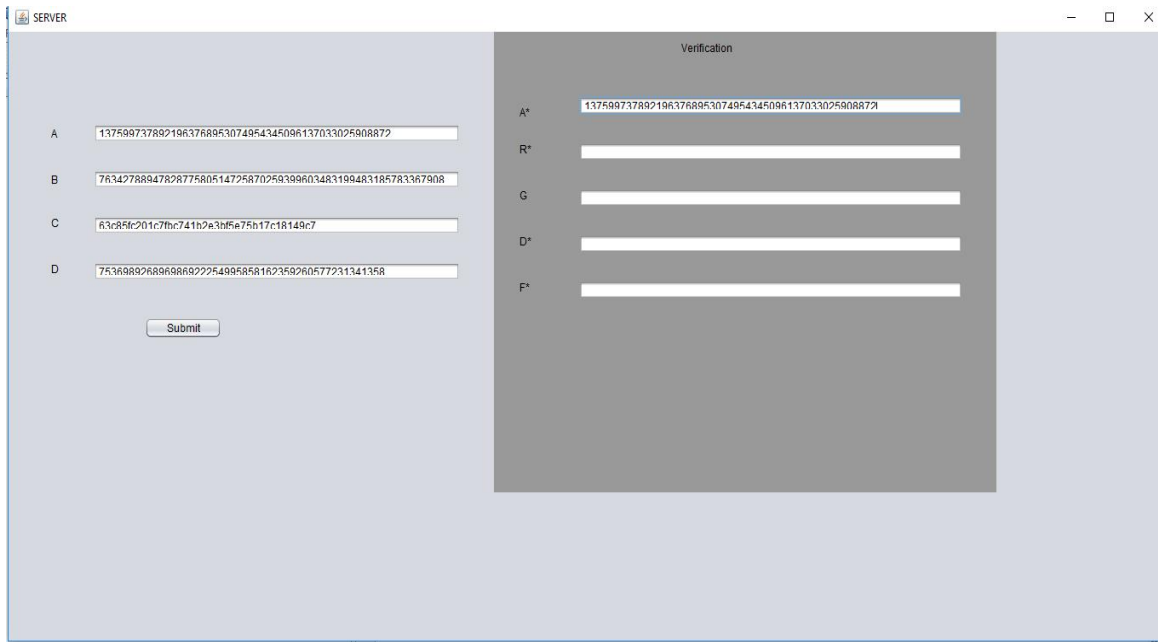 SERVER
Verification
A* 1375997378921963768953074954345096137033025908872
A 1375997378921963768953074954345096137033025908872
R*
B 7634278894782877580514725870259399603483199483185783367908
G
C 63c85fc201c7fbc741b2e3bf5e75b17c18149c7
D*
D 753698926896986922254995858162359260577231341358
F*
Submit